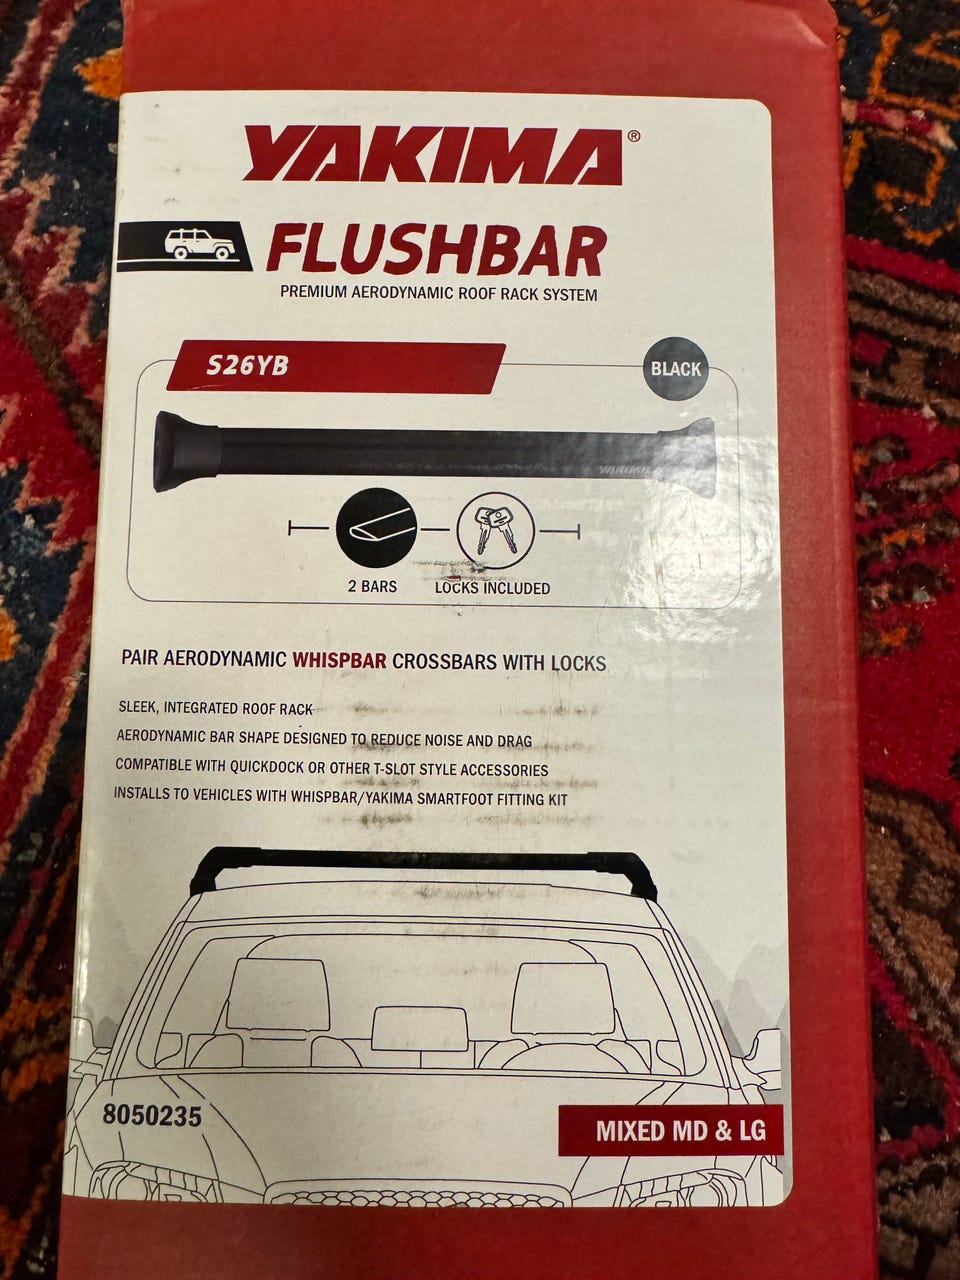 YAKIMA®
FLUSHBAR
PREMIUM AERODYNAMIC ROOF RACK SYSTEM
S26YB
BLACK
YAKIMA
2 BARS
LOCKS INCLUDED
PAIR AERODYNAMIC WHISPBAR CROSSBARS WITH LOCKS
SLEEK, INTEGRATED ROOF RACK
AERODYNAMIC BAR SHAPE DESIGNED TO REDUCE NOISE AND DRAG
COMPATIBLE WITH QUICKDOCK OR OTHER T-SLOT STYLE ACCESSORIES
INSTALLS TO VEHICLES WITH WHISPBAR/YAKIMA SMARTFOOT FITTING KIT
8050235
MIXED MD & LG